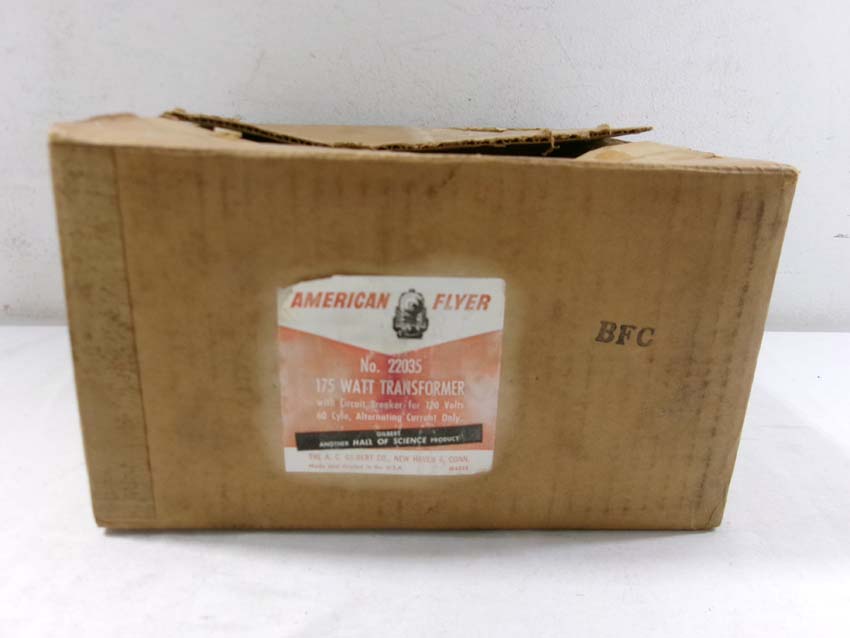 AMERICAN FLYER
No. 22035
175 WATT TRANSFORMER
with Circuit Breaker for 120 Volts
60 Cyle, Alternating Current Only
GILBERT
ANOTHER HALL OF SCIENCE PRODUCT
THE A. C. GILBERT CO., NEW HAVEN 6, CONN.
Made and Printed in the U.S.A.
BFC